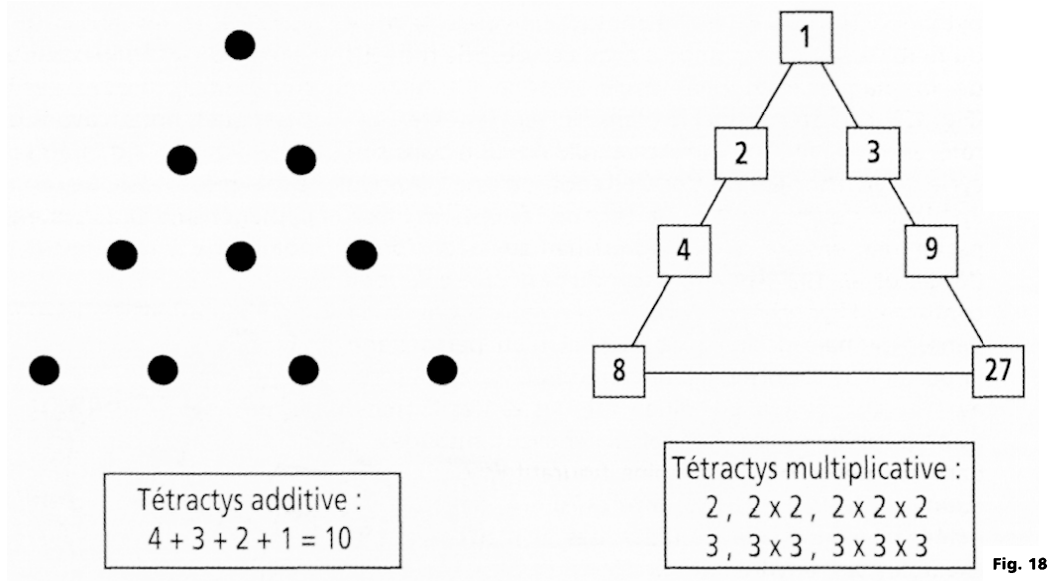 1
2
3
4
9
8
27
Tétractys additive :
4 + 3 + 2 + 1 = 10
Tétractys multiplicative :
2 , 2 x 2 , 2 x 2 x 2
3 , 3 x 3 , 3 x 3 x 3
Fig. 18